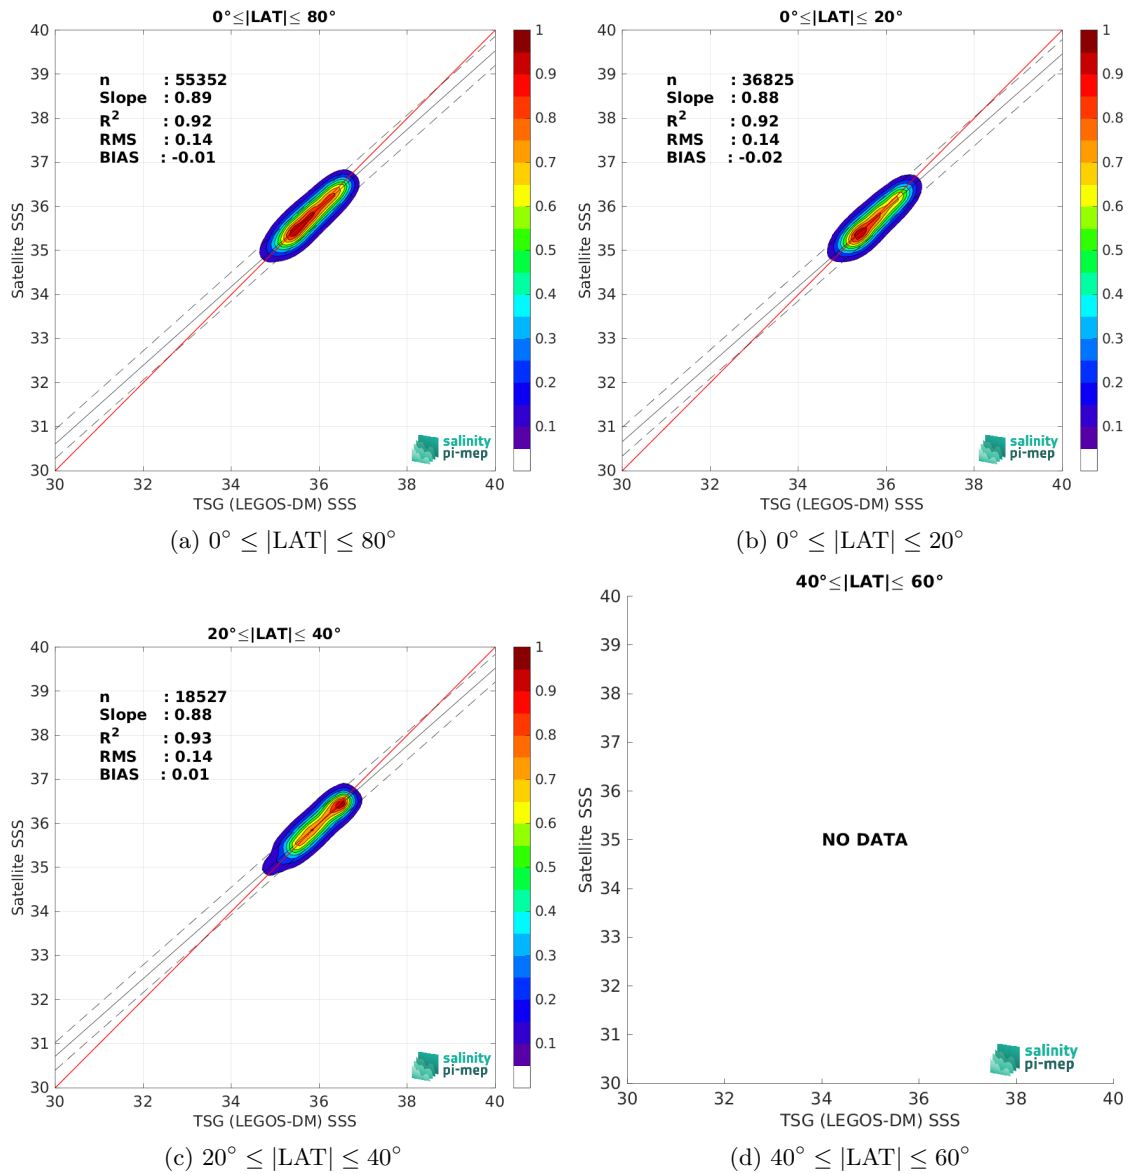 0°≤|LAT|≤ 80°
40
39
38
37
36
35
34
33
32
31
30
n : 55352
Slope : 0.89
R² : 0.92
RMS : 0.14
BIAS : -0.01
Satellite SSS
30 32 34 36 38 40
TSG (LEGOS-DM) SSS
salinity
pi-mep
1
0.9
0.8
0.7
0.6
0.5
0.4
0.3
0.2
0.1
(a) 0° ≤ |LAT| ≤ 80°
0°≤|LAT|≤ 20°
40
39
38
37
36
35
34
33
32
31
30
n : 36825
Slope : 0.88
R² : 0.92
RMS : 0.14
BIAS : -0.02
Satellite SSS
30 32 34 36 38 40
TSG (LEGOS-DM) SSS
salinity
pi-mep
1
0.9
0.8
0.7
0.6
0.5
0.4
0.3
0.2
0.1
(b) 0° ≤ |LAT| ≤ 20°
20°≤|LAT|≤ 40°
40
39
38
37
36
35
34
33
32
31
30
n : 18527
Slope : 0.88
R² : 0.93
RMS : 0.14
BIAS : 0.01
Satellite SSS
30 32 34 36 38 40
TSG (LEGOS-DM) SSS
salinity
pi-mep
1
0.9
0.8
0.7
0.6
0.5
0.4
0.3
0.2
0.1
(c) 20° ≤ |LAT| ≤ 40°
40°≤|LAT|≤ 60°
40
39
38
37
36
35
34
33
32
31
30
NO DATA
Satellite SSS
30 32 34 36 38 40
TSG (LEGOS-DM) SSS
salinity
pi-mep
(d) 40° ≤ |LAT| ≤ 60°